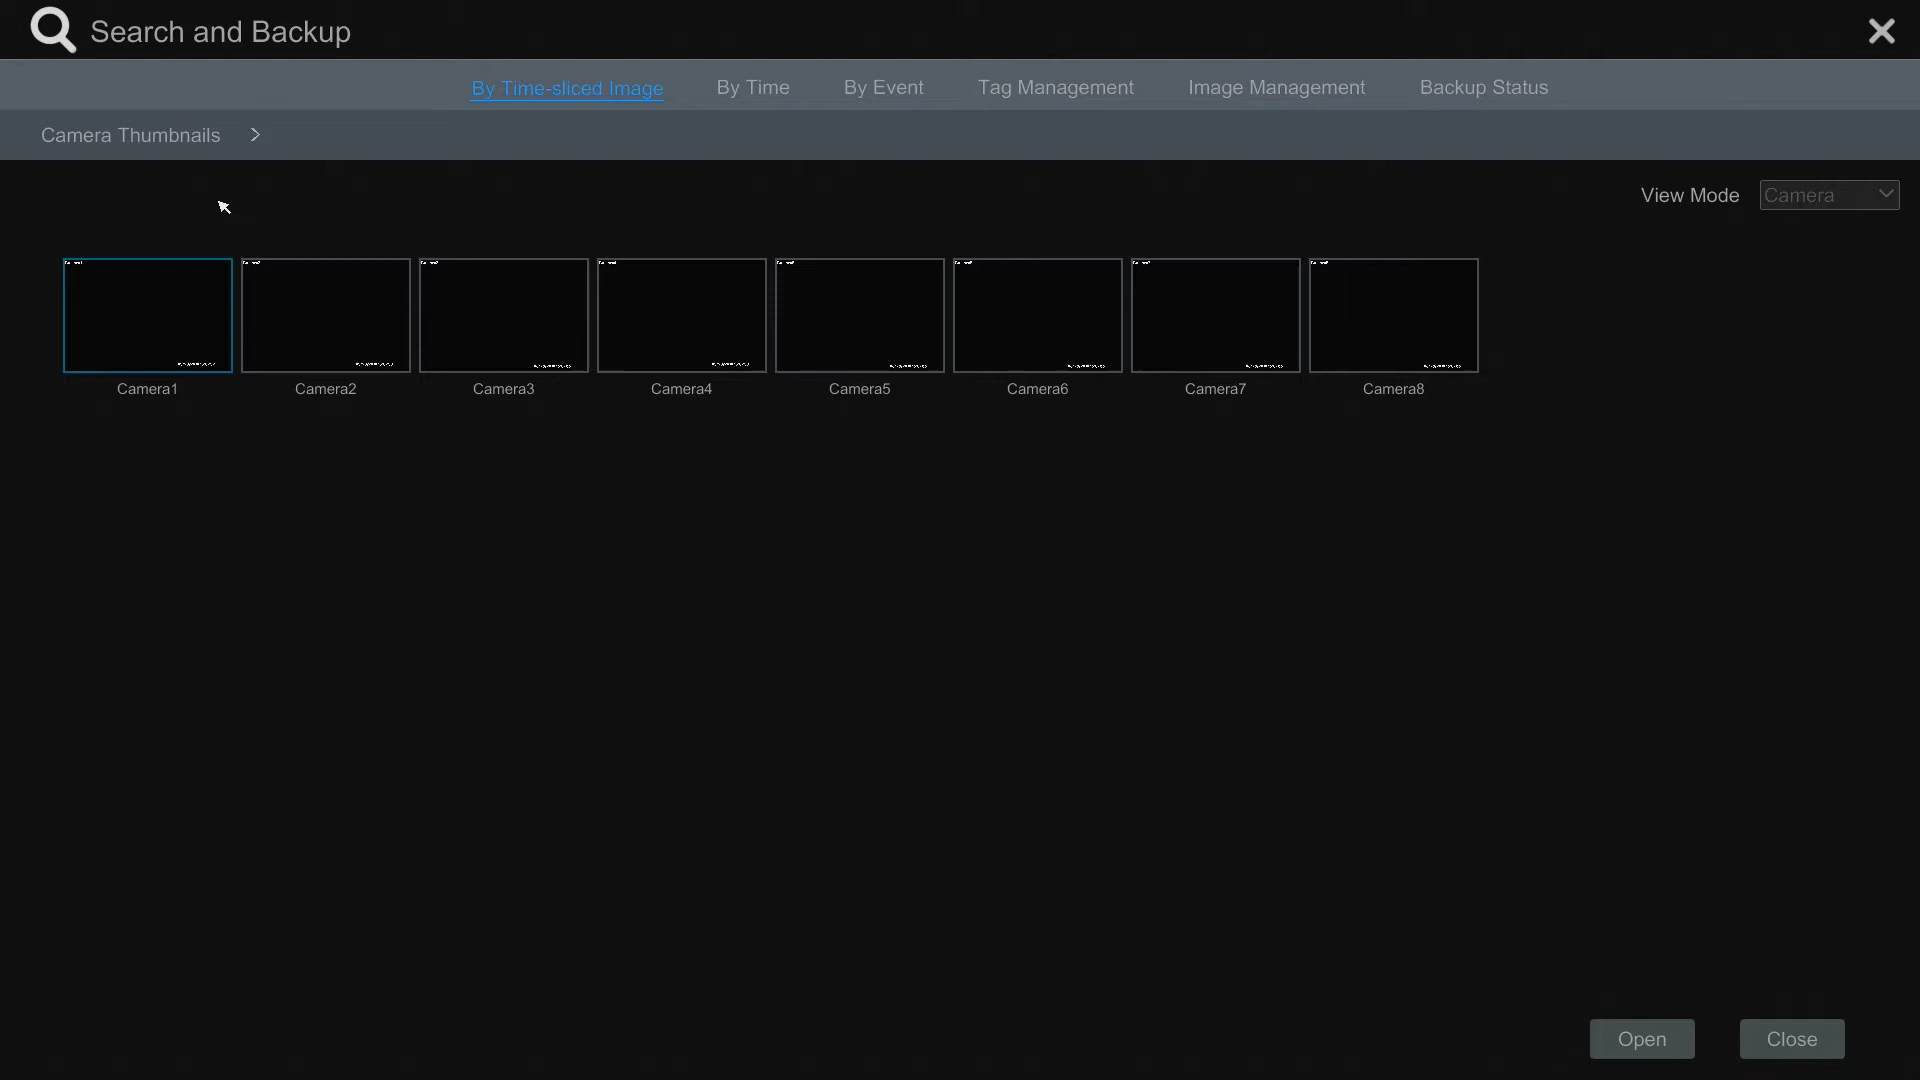 Search and Backup
By Time-sliced Image By Time By Event Tag Management Image Management Backup Status
Camera Thumbnails >
View Mode Camera
Camera1 Camera2 Camera3 Camera4 Camera5 Camera6 Camera7 Camera8
Open Close